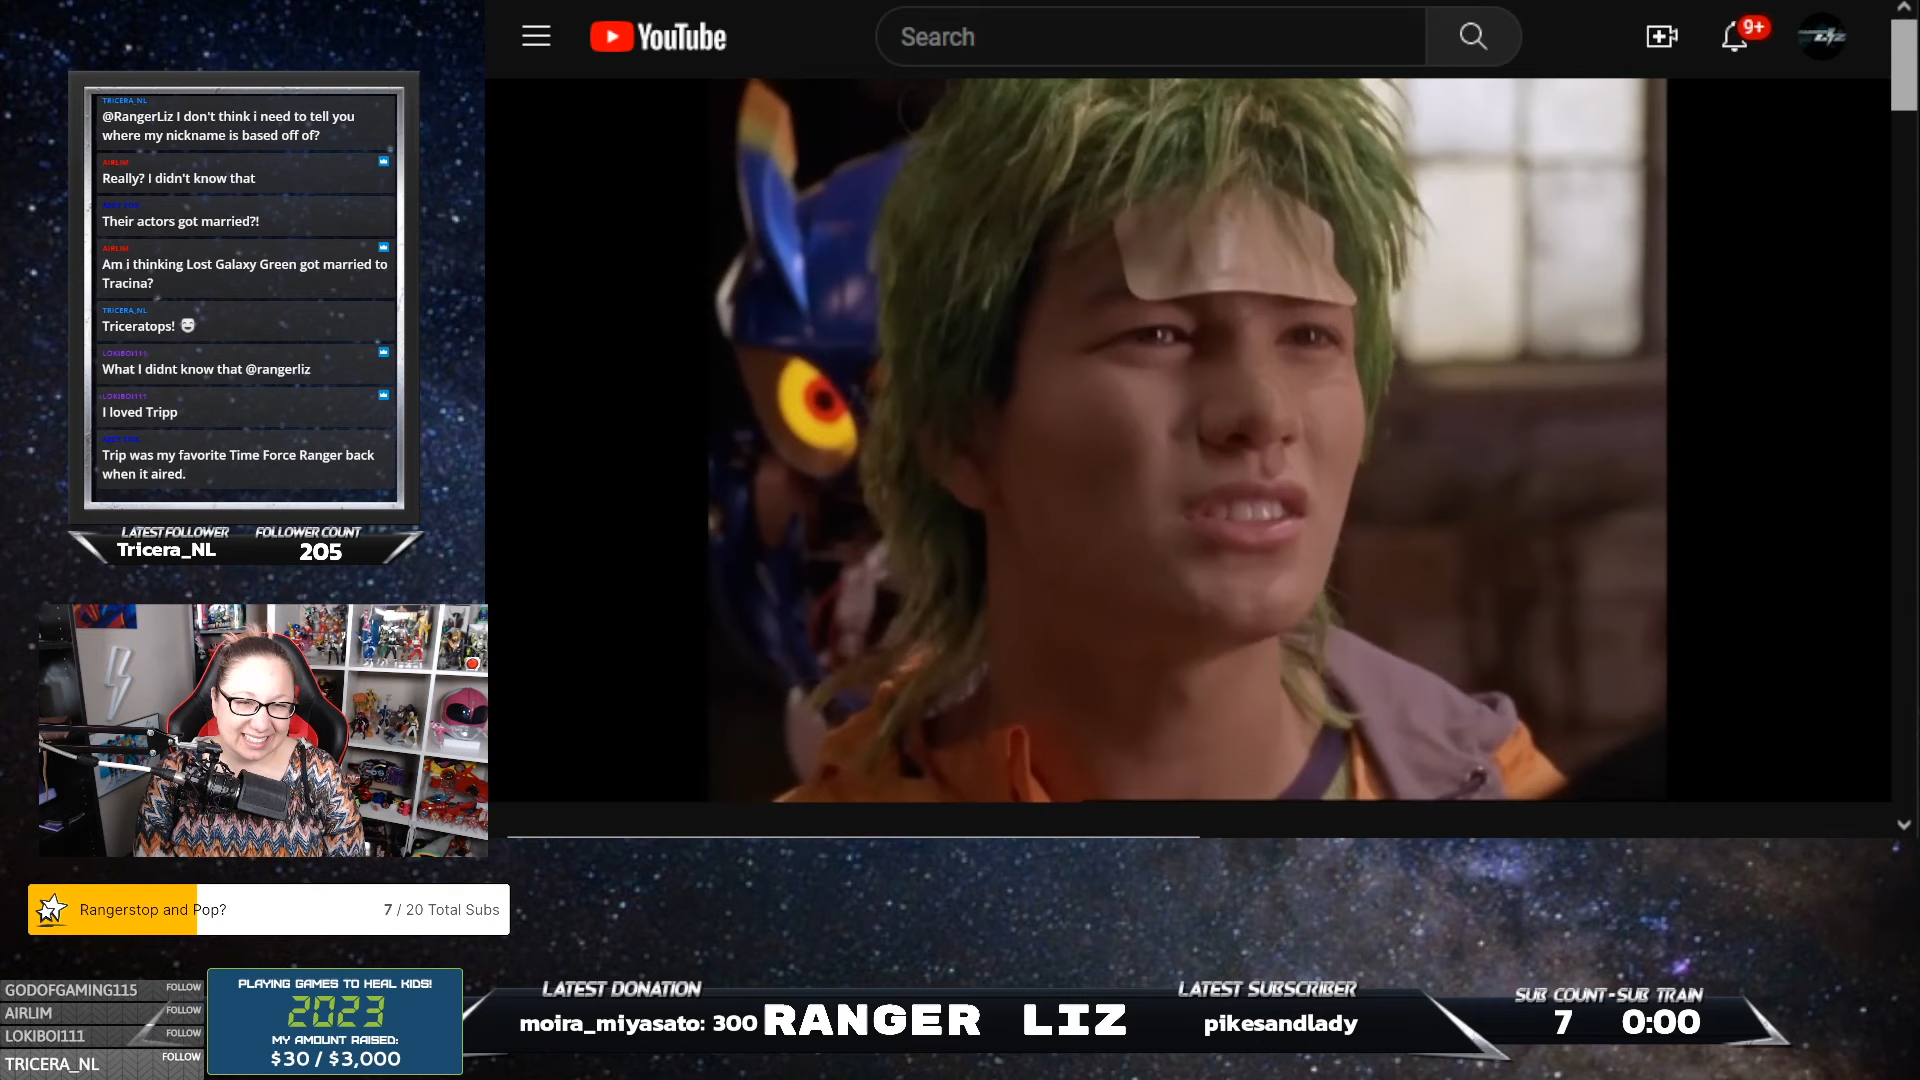 YouTube
Search
9+
TRICERA_NL
@RangerLiz I don't think i need to tell you
where my nickname is based off of?
AIRLIM
Really? I didn't know that
Their actors got married?!
AIRLIM
Am i thinking Lost Galaxy Green got married to
Tracina?
TRICERA_NL
Triceratops!
LOKIBOI111
What I didnt know that @rangerliz
LOKIBOI111
I loved Tripp
Trip was my favorite Time Force Ranger back
when it aired.
LATEST FOLLOWER
Tricera_NL
FOLLOWER COUNT
205
Rangerstop and Pop?
7 / 20 Total Subs
GODOFGAMING115 FOLLOW
AIRLIM FOLLOW
LOKIBOI111 FOLLOW
TRICERA_NL FOLLOW
PLAYING GAMES TO HEAL KIDS!
2023
MY AMOUNT RAISED:
$30 / $3,000
LATEST DONATION
moira_miyasato: 300
RANGER LIZ
LATEST SUBSCRIBER
pikesandlady
SUB COUNT-SUB TRAIN
7 0:00